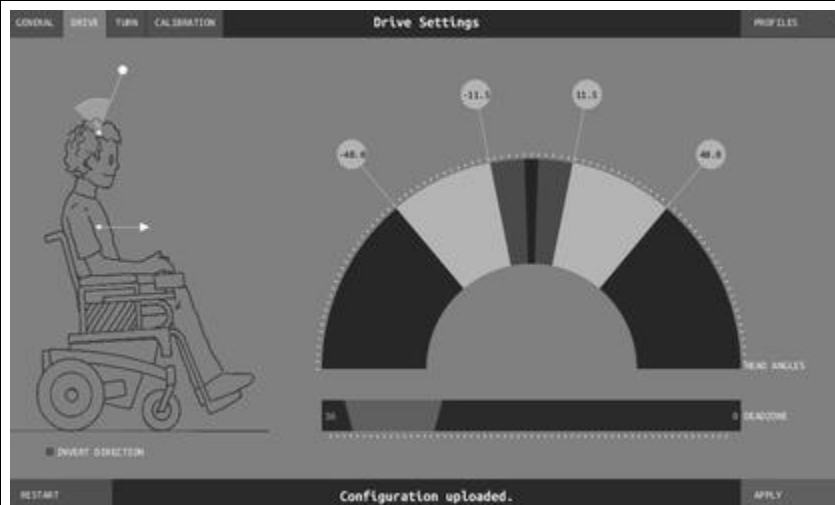 GENERAL DRIVE TURN CALIBRATION Drive Settings PROFILES
-11.5 11.5
-40.0 40.0
HEAD ANGLES
36 0 DEADZONE
INVERT DIRECTION
RESTART Configuration uploaded. APPLY